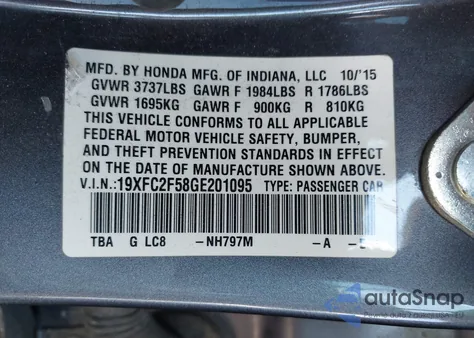 MFD. BY HONDA MFG. OF INDIANA, LLC 10/'15
GVWR 3737LBS GAWR F 1984LBS R 1786LBS
GVWR 1695KG GAWR F 900KG R 810KG
THIS VEHICLE CONFORMS TO ALL APPLICABLE
FEDERAL MOTOR VEHICLE SAFETY, BUMPER,
AND THEFT PREVENTION STANDARDS IN EFFECT
ON THE DATE OF MANUFACTURE SHOWN ABOVE.
V.I.N.:19XFC2F58GE201095 TYPE: PASSENGER CAR
TBA G LC8 -NH797M -A
autoSnap